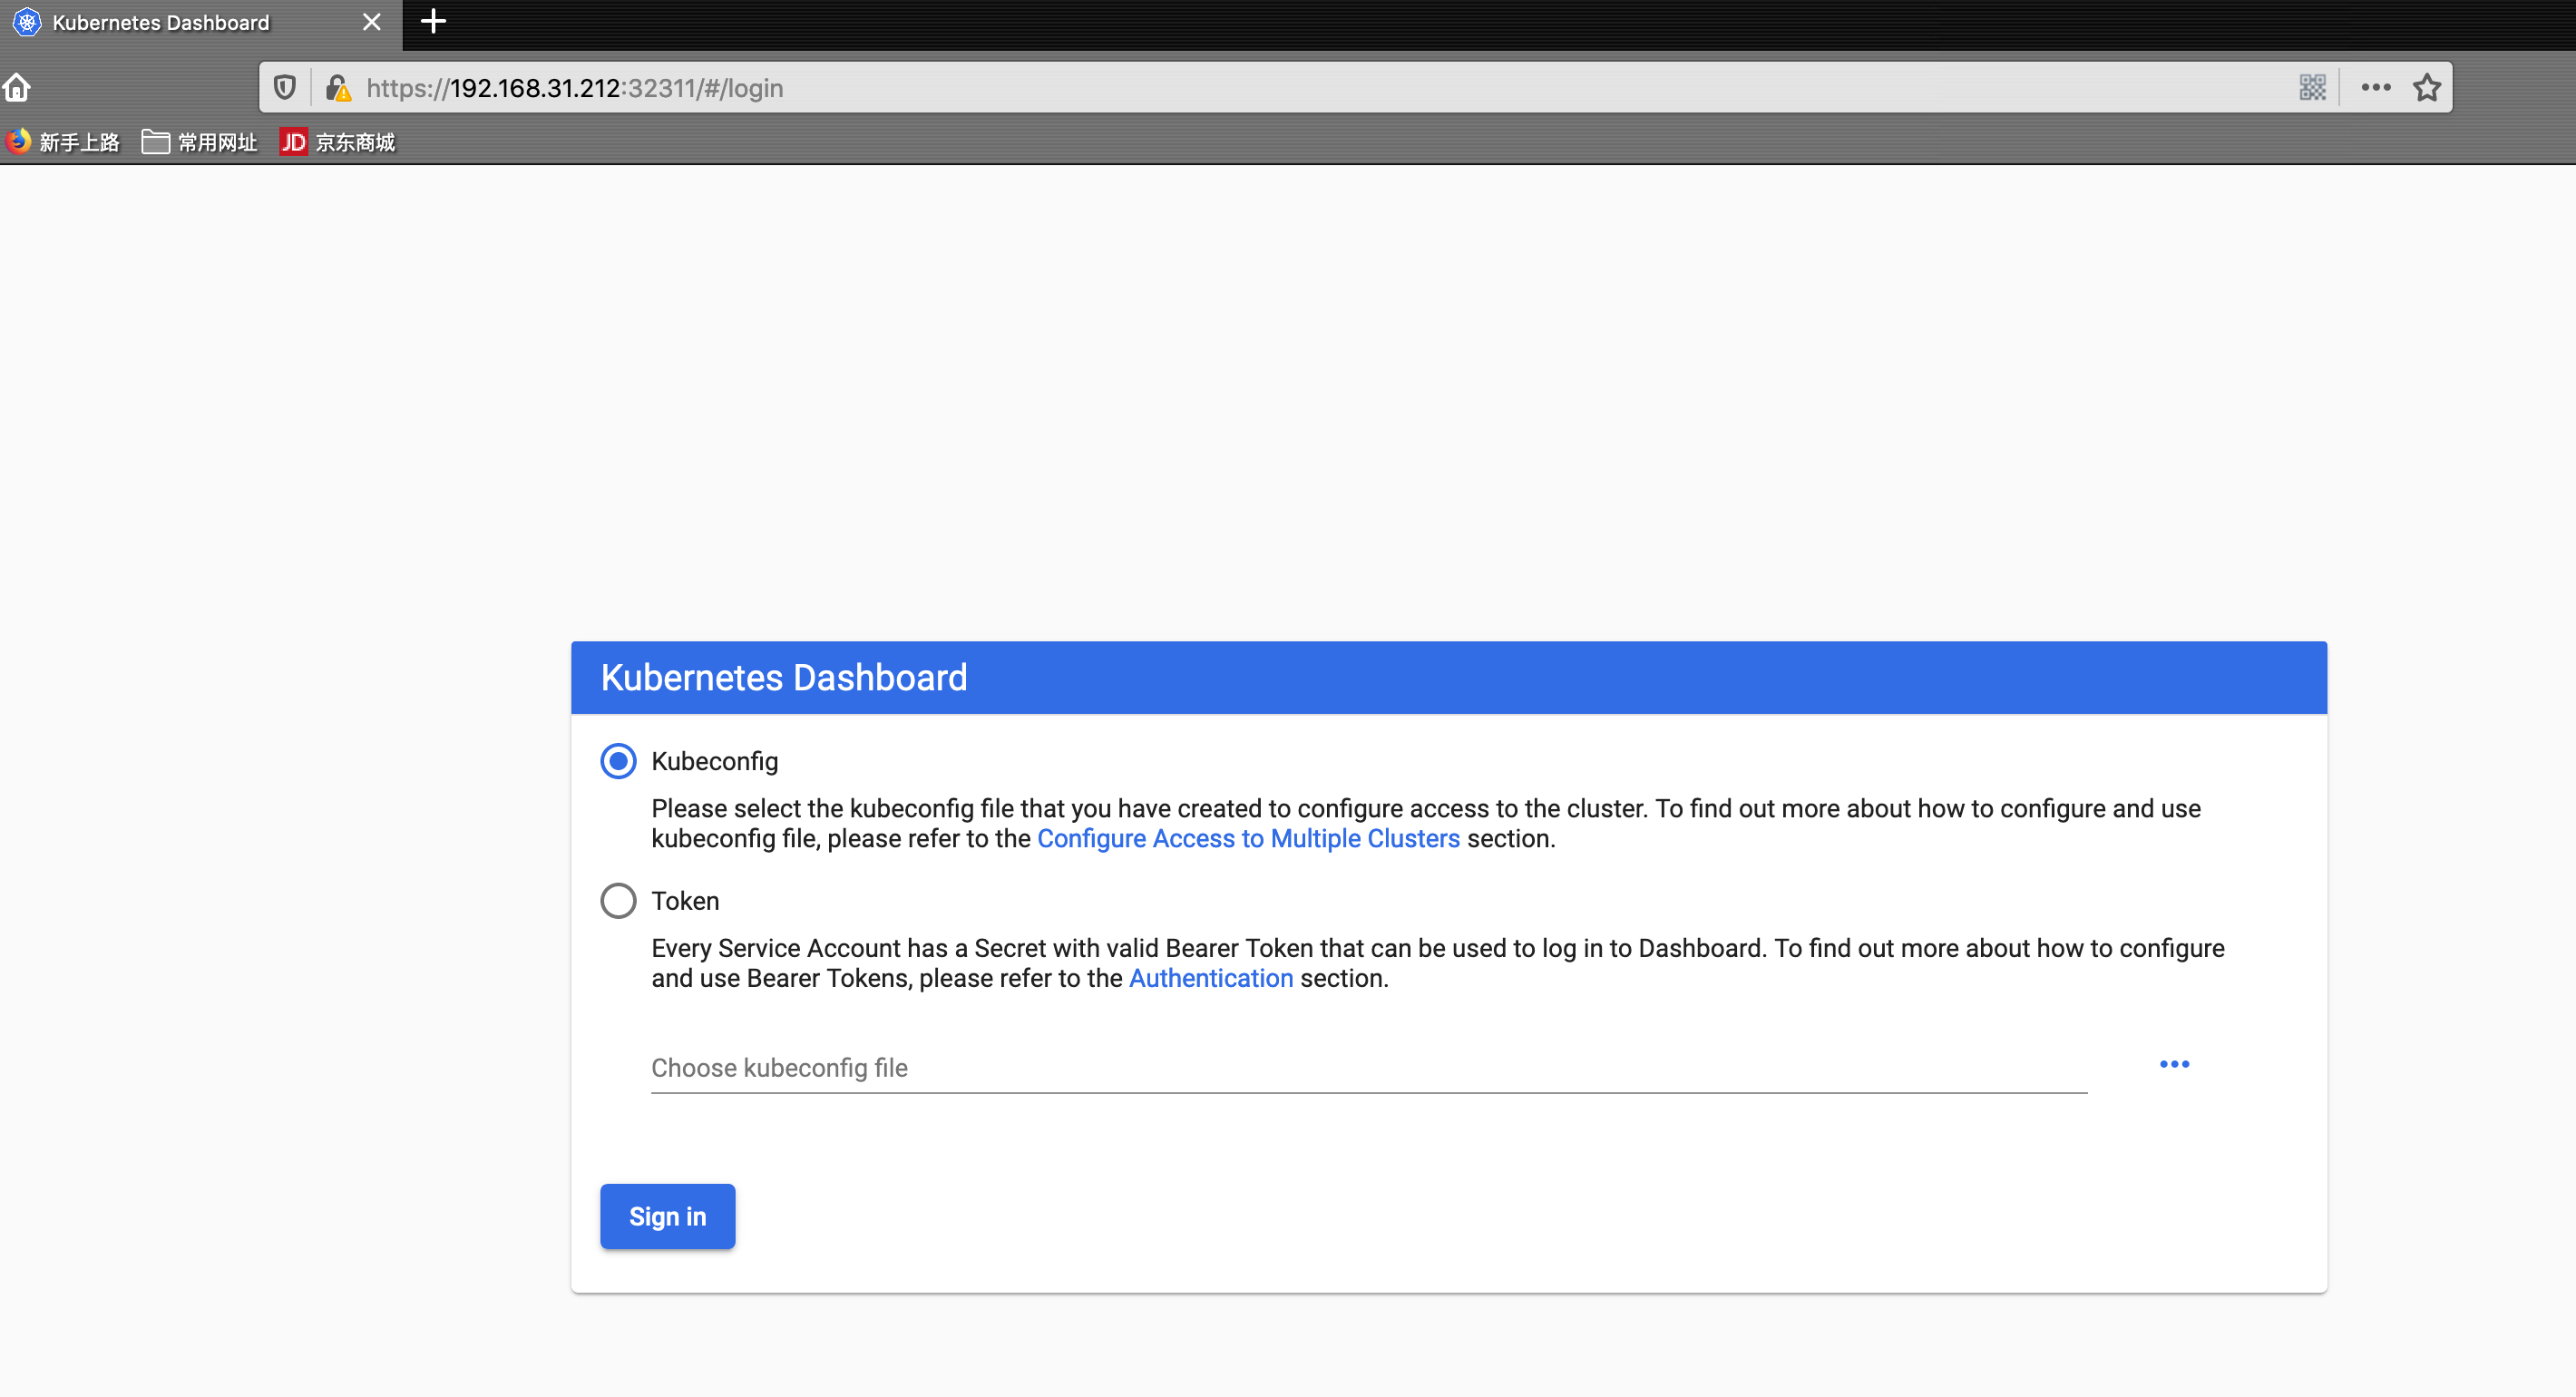 Kubernetes Dashboard
https://192.168.31.212:32311/#/login
新手上路 常用网址 JD 京东商城
Kubernetes Dashboard
Kubeconfig
Please select the kubeconfig file that you have created to configure access to the cluster. To find out more about how to configure and use
kubeconfig file, please refer to the Configure Access to Multiple Clusters section.
Token
Every Service Account has a Secret with valid Bearer Token that can be used to log in to Dashboard. To find out more about how to configure
and use Bearer Tokens, please refer to the Authentication section.
Choose kubeconfig file
Sign in